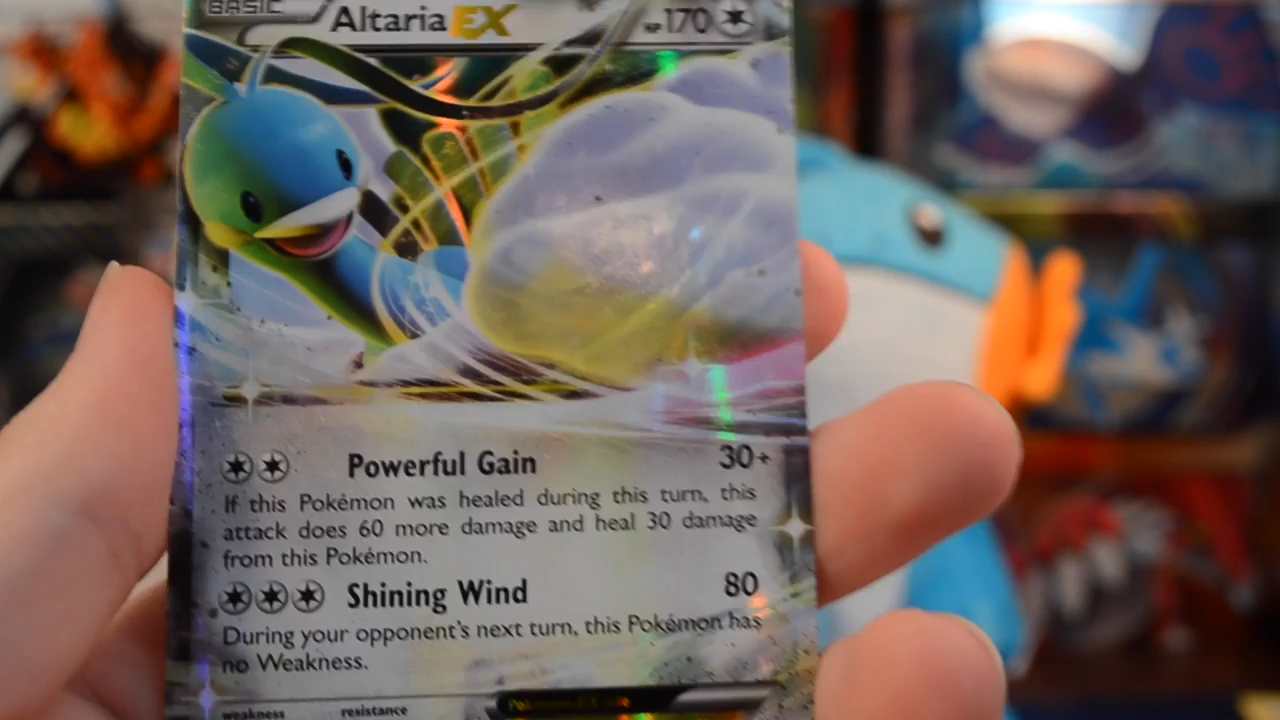 BASIC
Altaria EX HP170
Powerful Gain 30+
If this Pokémon was healed during this turn, this
attack does 60 more damage and heal 30 damage
from this Pokémon.
Shining Wind 80
During your opponent's next turn, this Pokémon has
no Weakness.
weakness resistance